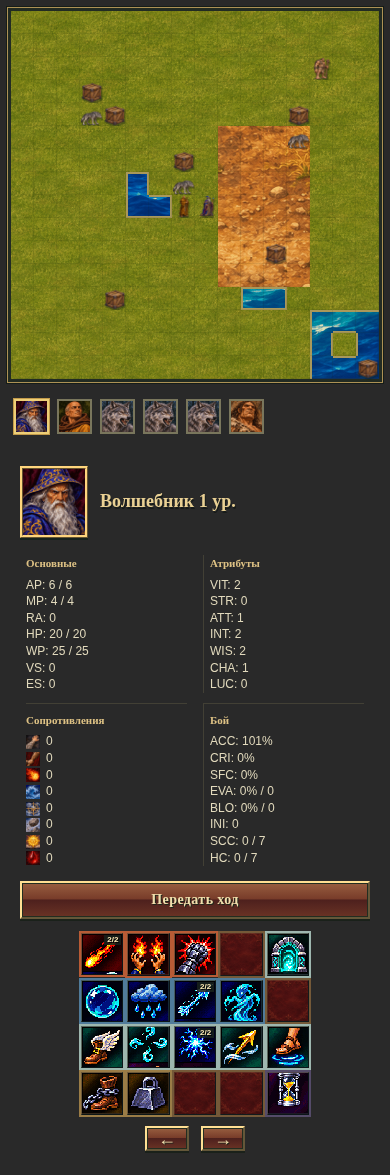 Волшебник 1 ур.
Основные
AP: 6 / 6
MP: 4 / 4
RA: 0
HP: 20 / 20
WP: 25 / 25
VS: 0
ES: 0
Атрибуты
VIT: 2
STR: 0
ATT: 1
INT: 2
WIS: 2
CHA: 1
LUC: 0
Сопротивления
0
0
0
0
0
0
0
0
Бой
ACC: 101%
CRI: 0%
SFC: 0%
EVA: 0% / 0
BLO: 0% / 0
INI: 0
SCC: 0 / 7
HC: 0 / 7
Передать ход
2/2
2/2
2/2
← →